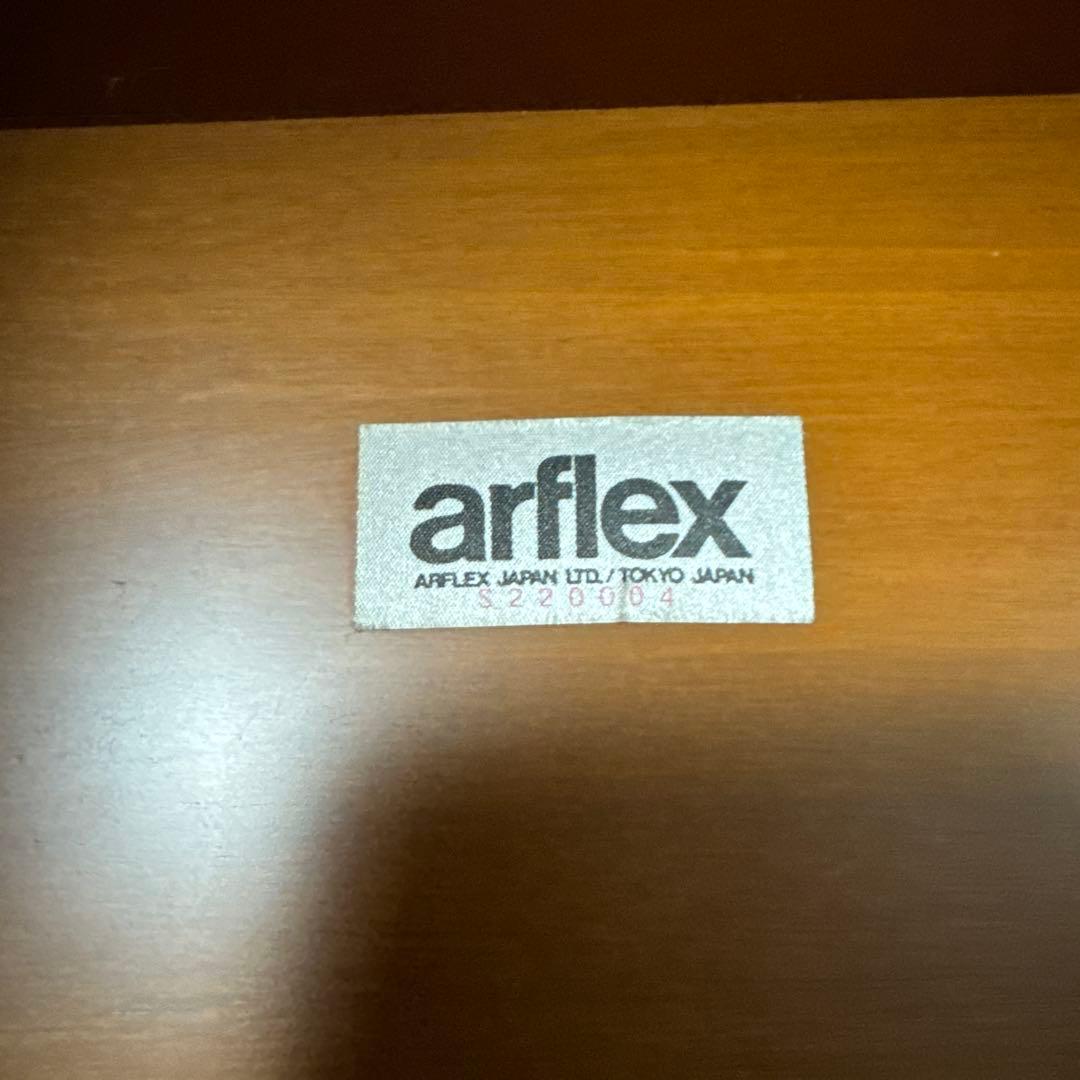 arflex
ARFLEX JAPAN LTD. / TOKYO JAPAN
S220004